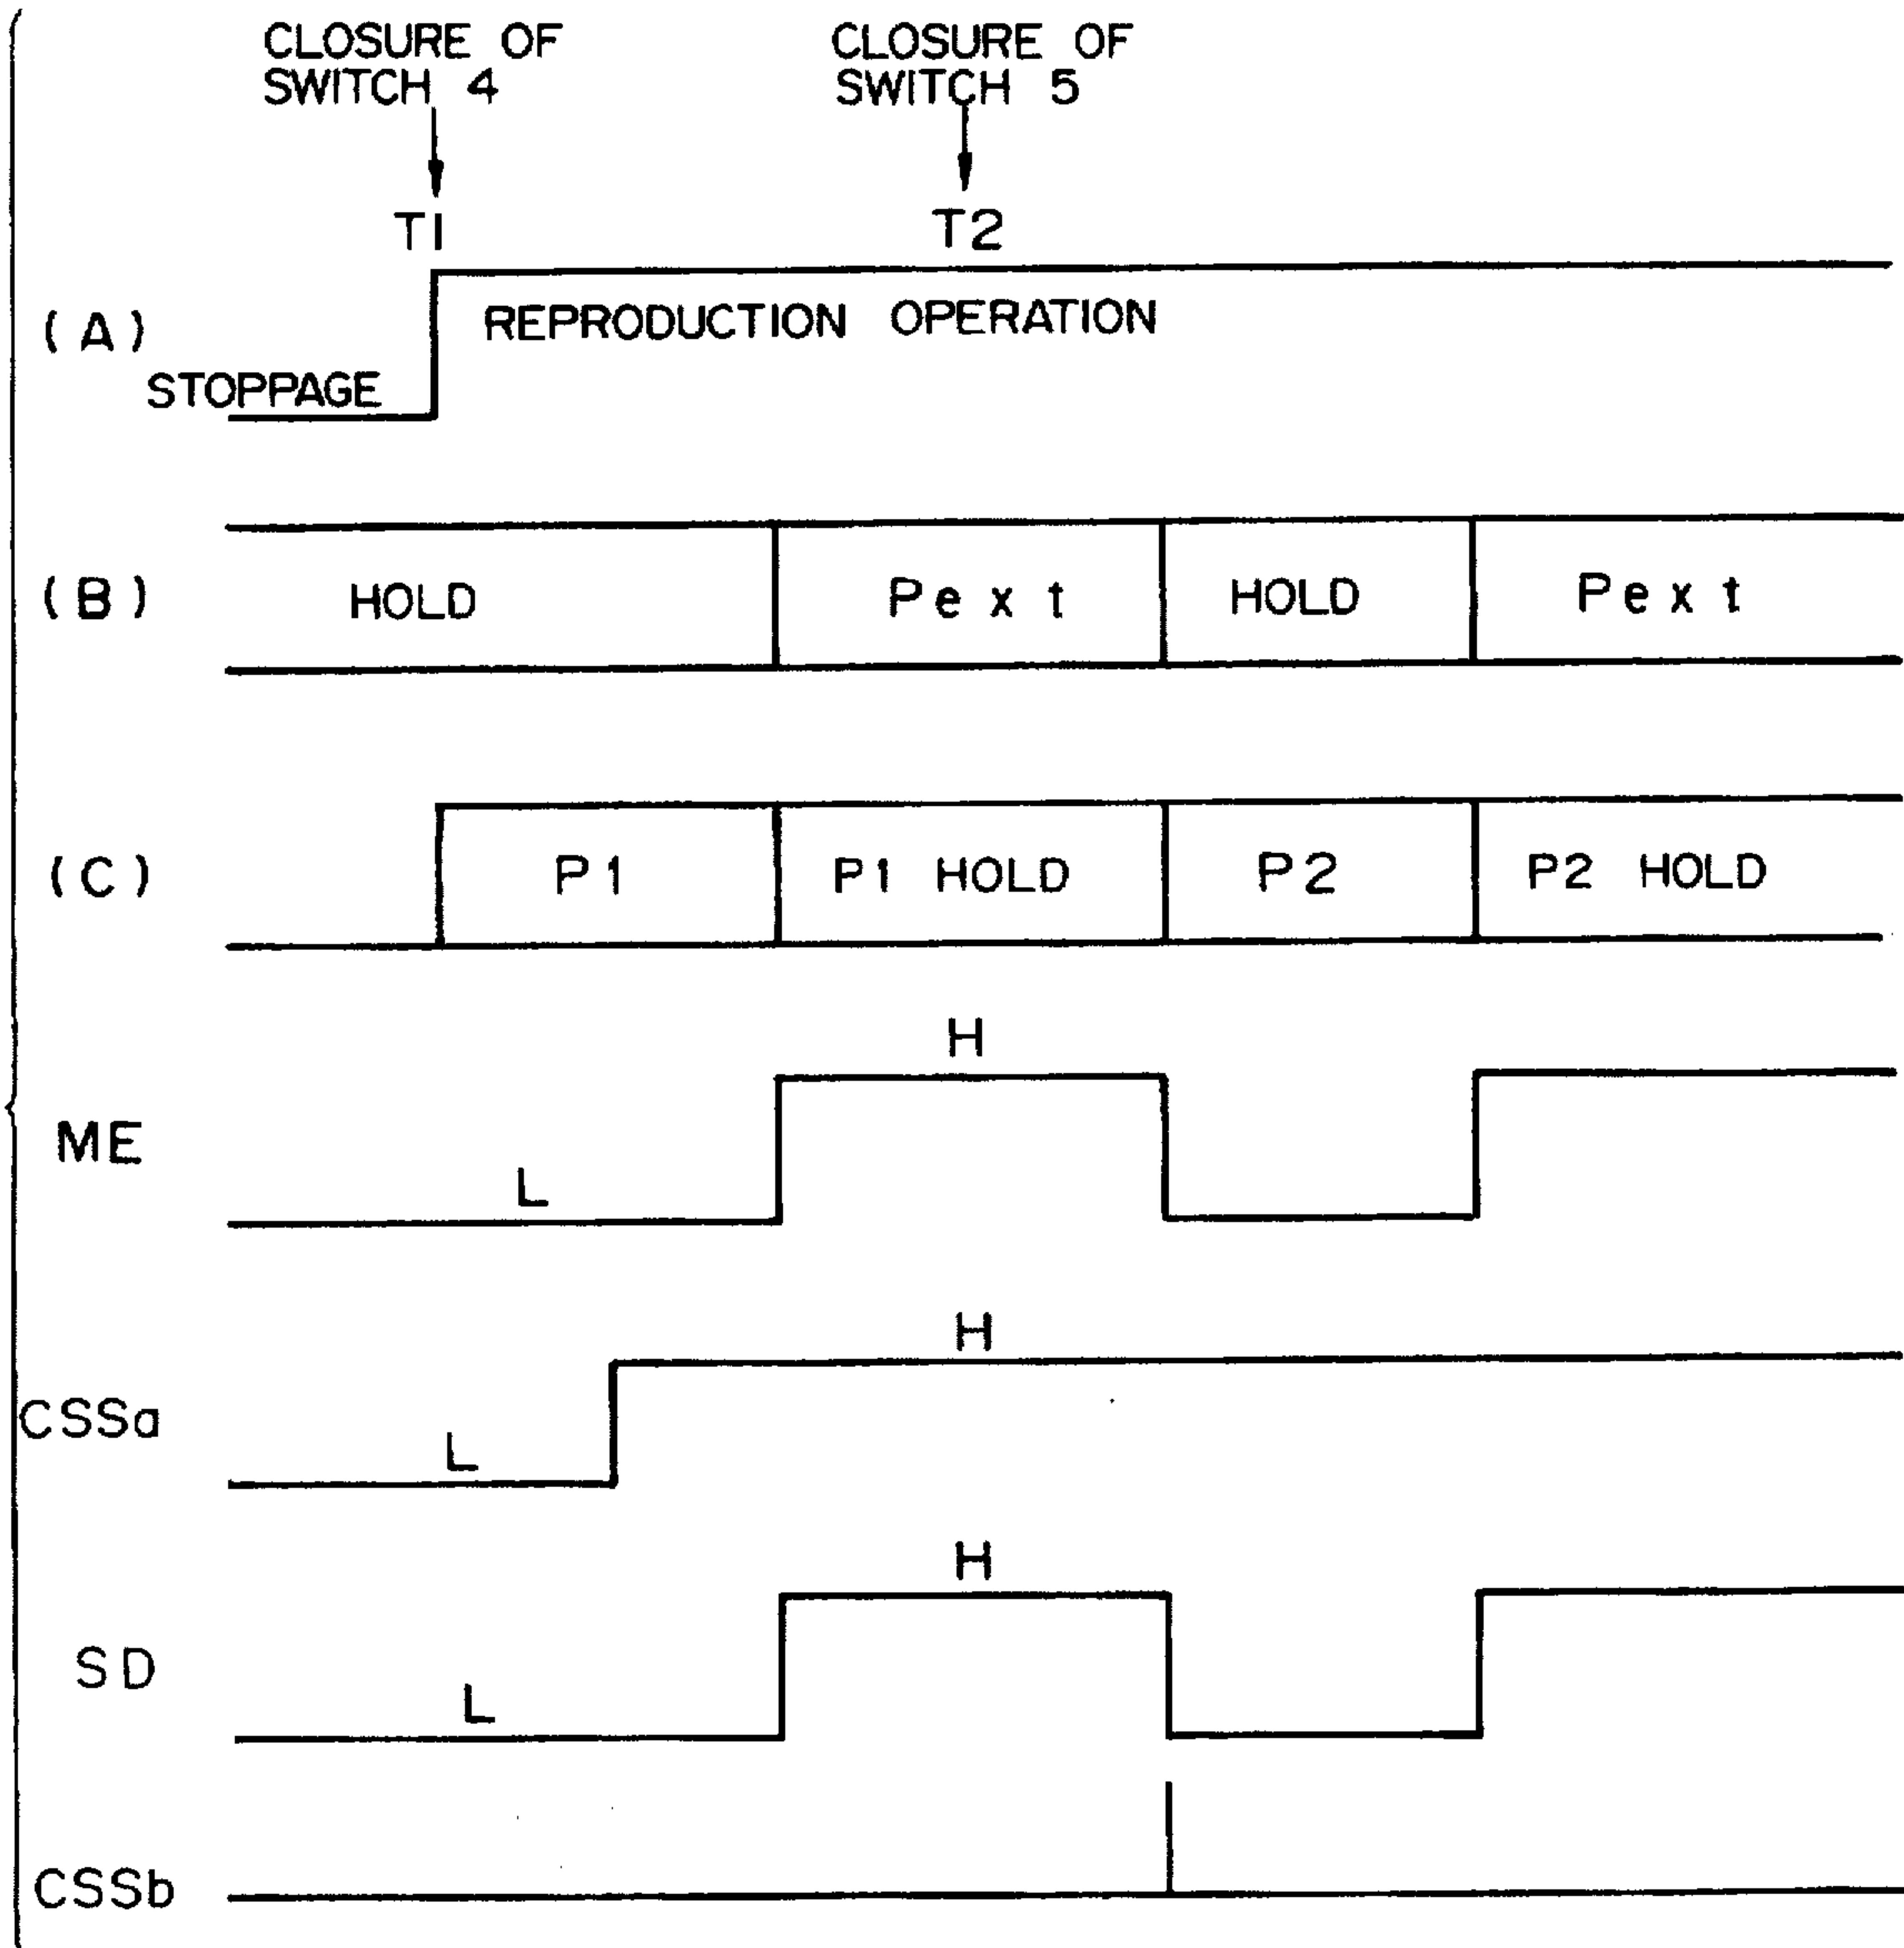 CLOSURE OF
SWITCH 4
CLOSURE OF
SWITCH 5
T1
T2
(A)
REPRODUCTION OPERATION
STOPPAGE
(B)
HOLD
Pext
HOLD
Pext
(C)
P1
P1 HOLD
P2
P2 HOLD
ME
L
H
CSSa
L
H
SD
L
H
CSSb